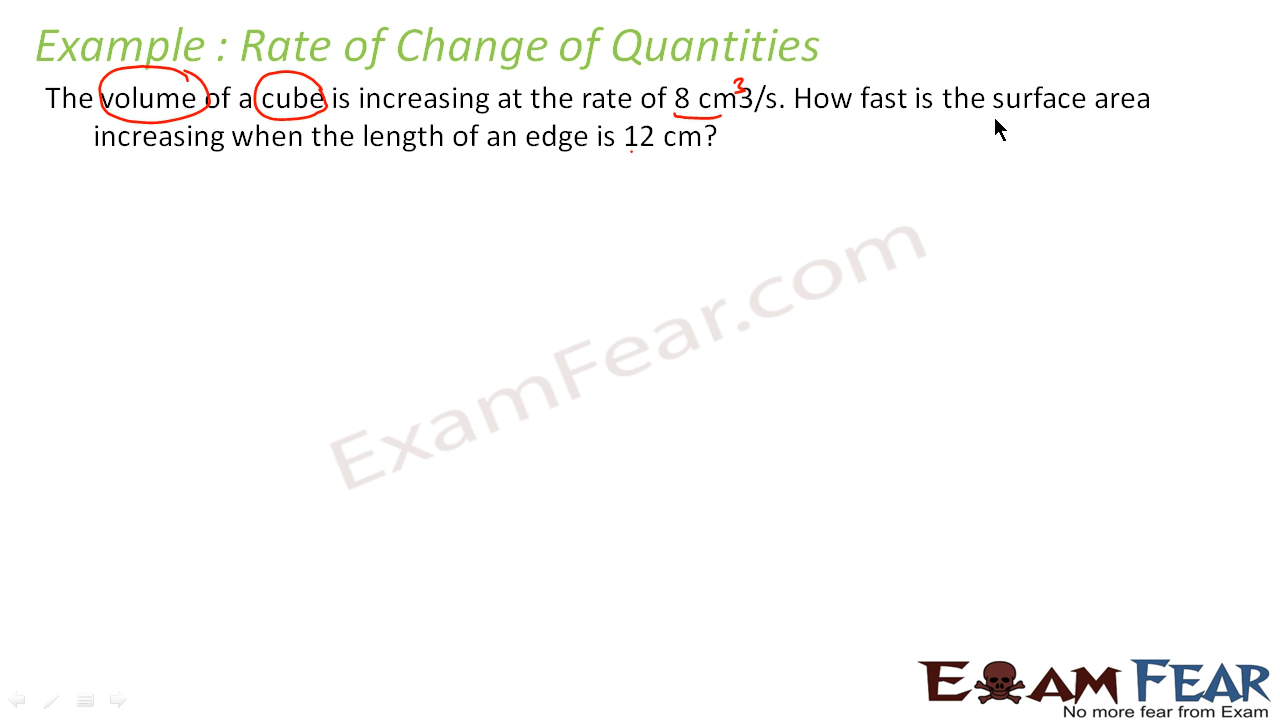 Example : Rate of Change of Quantities
The volume of a cube is increasing at the rate of 8 cm3/s. How fast is the surface area
increasing when the length of an edge is 12 cm?
3
ExamFear.com
EXAM FEAR
No more fear from Exam